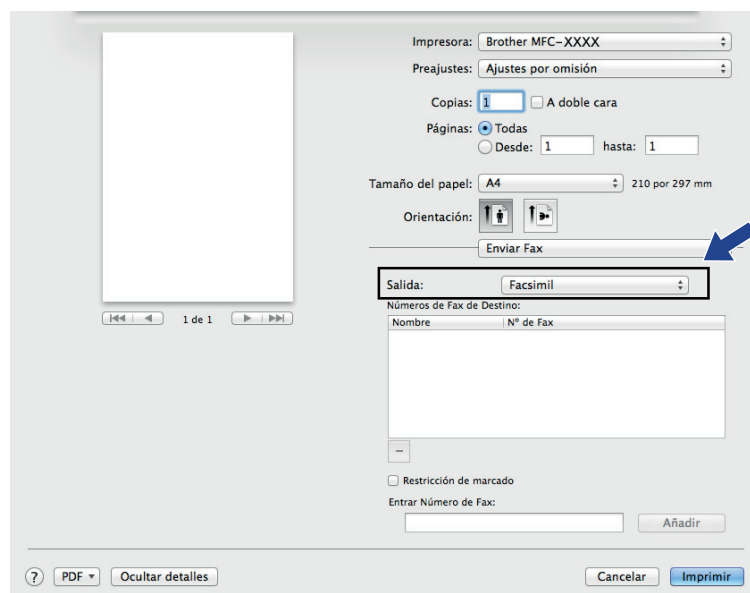 Impresora: Brother MFC-XXXX
Preajustes: Ajustes por omisión
Copias: 1 A doble cara
Páginas: Todas
Desde: 1 hasta: 1
Tamaño del papel: A4 210 por 297 mm
Orientación:
Enviar Fax
Salida: Facsimil
Números de Fax de Destino:
Nombre Nº de Fax
1 de 1
–
Restricción de marcado
Entrar Número de Fax:
Añadir
? PDF Ocultar detalles Cancelar Imprimir